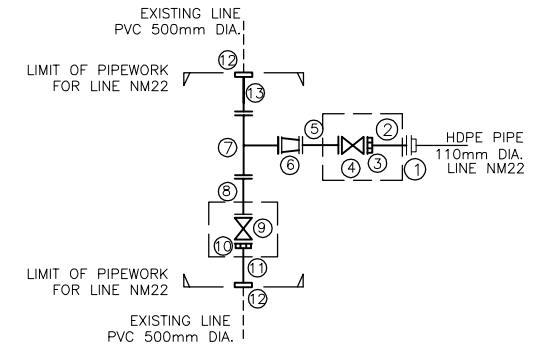 EXISTING LINE
PVC 500mm DIA.
12
LIMIT OF PIPEWORK
FOR LINE NM22
13
5
2
HDPE PIPE
110mm DIA.
LINE NM22
7
6
4
3
1
8
9
10
11
LIMIT OF PIPEWORK
FOR LINE NM22
12
EXISTING LINE
PVC 500mm DIA.